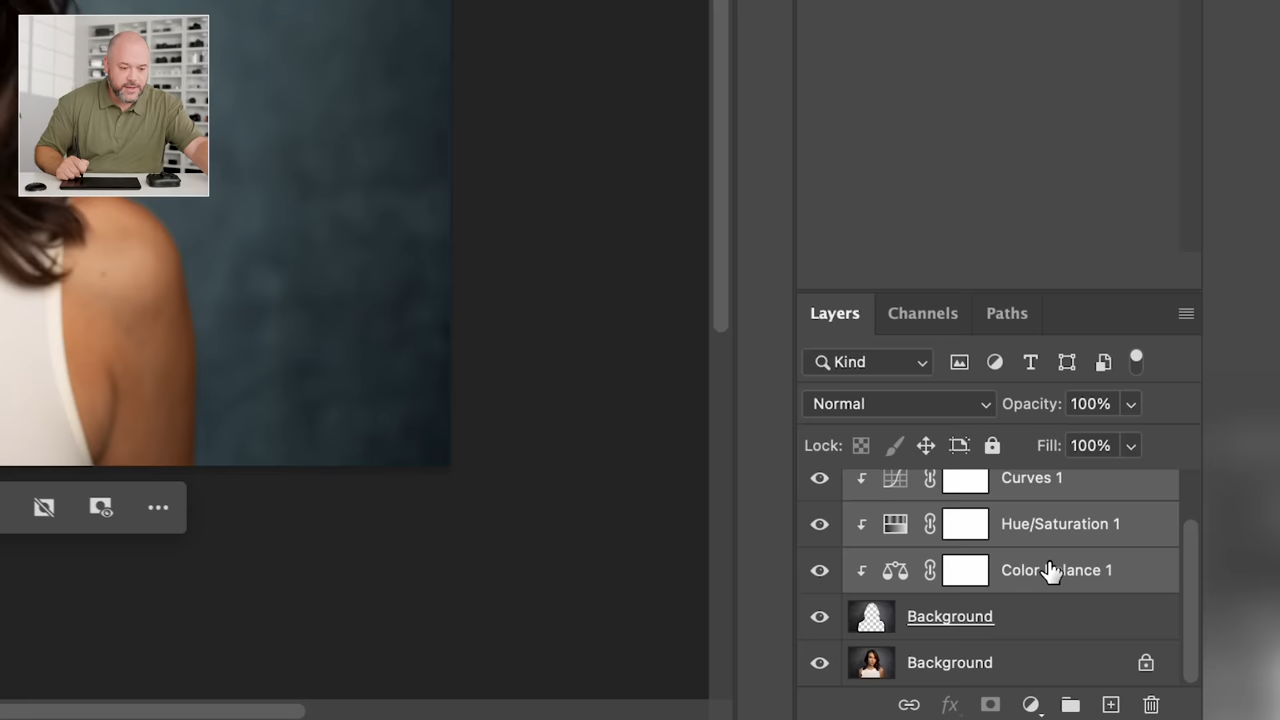 Layers Channels Paths
Kind
Normal Opacity: 100%
Lock: Fill: 100%
Curves 1
Hue/Saturation 1
Color lance 1
Background
Background
fx